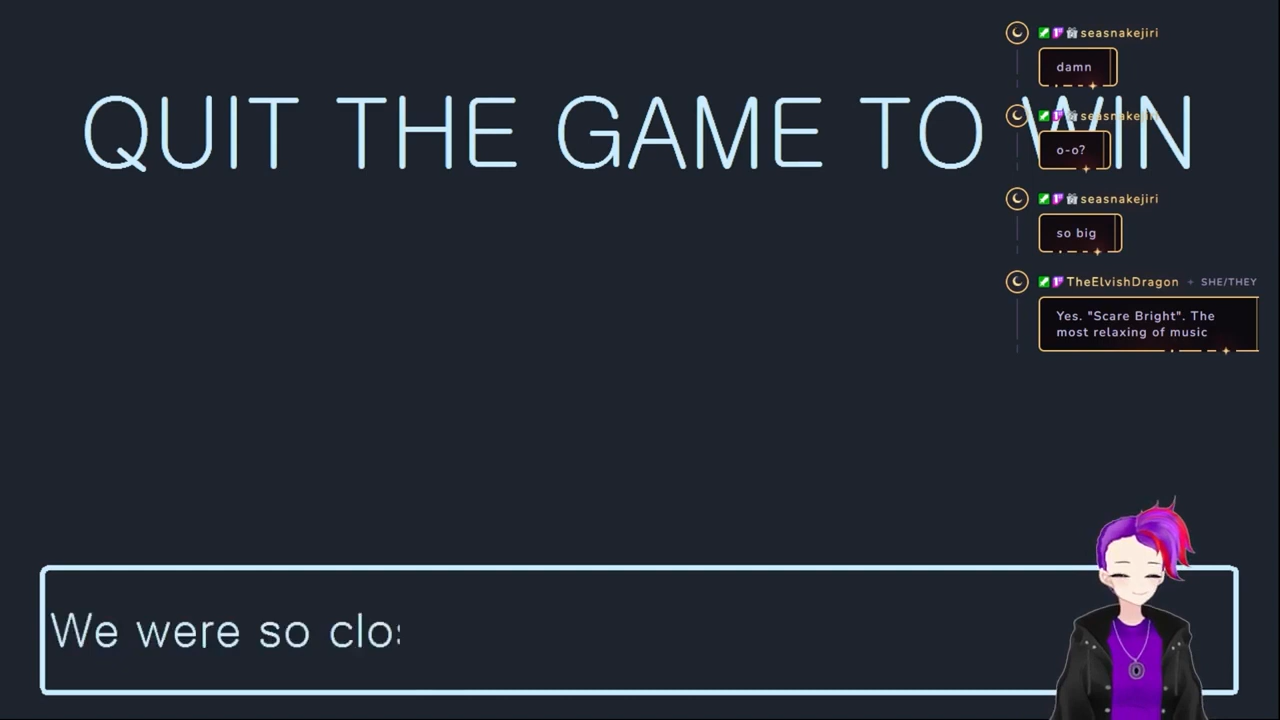 QUIT THE GAME TO WIN
seasnakejiri
damn
seasnakejiri
o-o?
seasnakejiri
so big
TheElvishDragon SHE/THEY
Yes. "Scare Bright". The
most relaxing of music
We were so clo